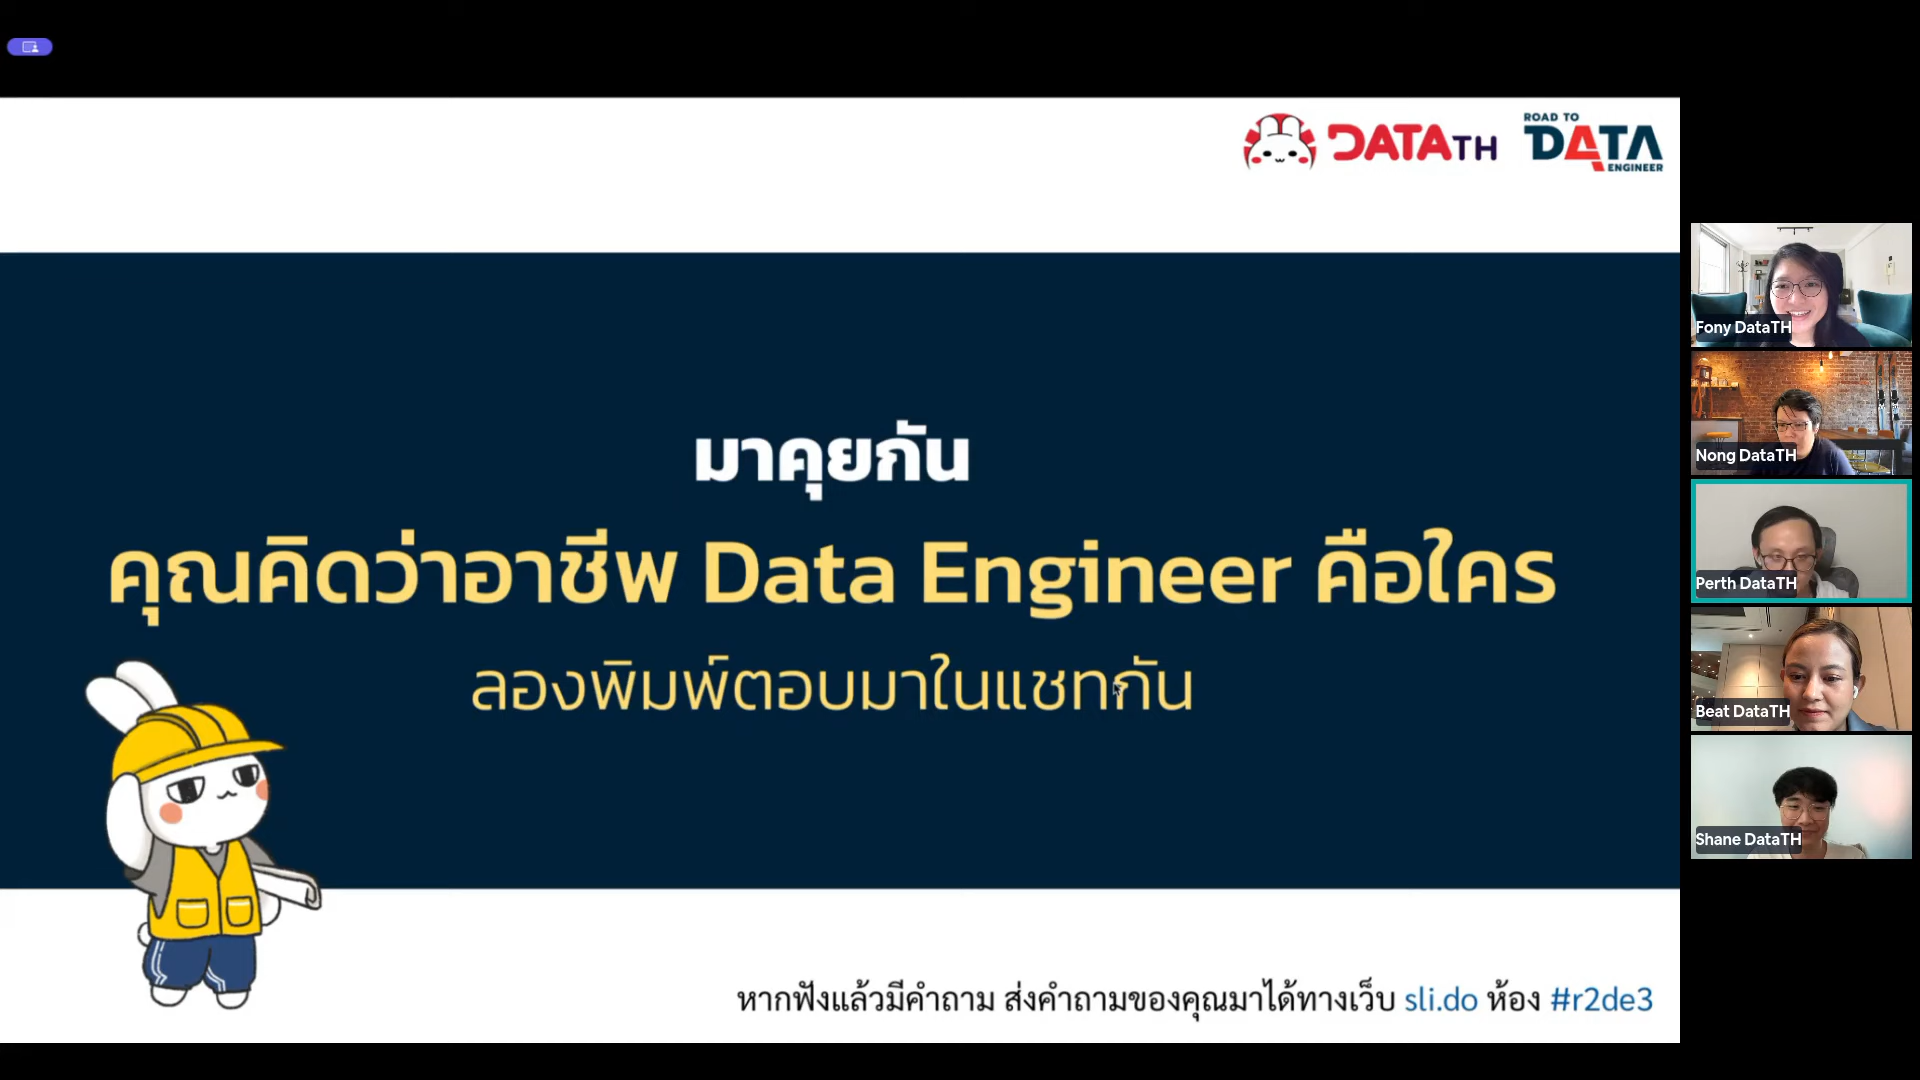 DATATH
ROAD TO
DATA
ENGINEER
มาคุยกัน
คุณคิดว่าอาชีพ Data Engineer คือใคร
ลองพิมพ์ตอบมาในแชทกัน
หากฟังแล้วมีคำถาม ส่งคำถามของคุณมาได้ทางเว็บ sli.do ห้อง #r2de3
Fony DataTH
Nong DataTH
Perth DataTH
Beat DataTH
Shane DataTH